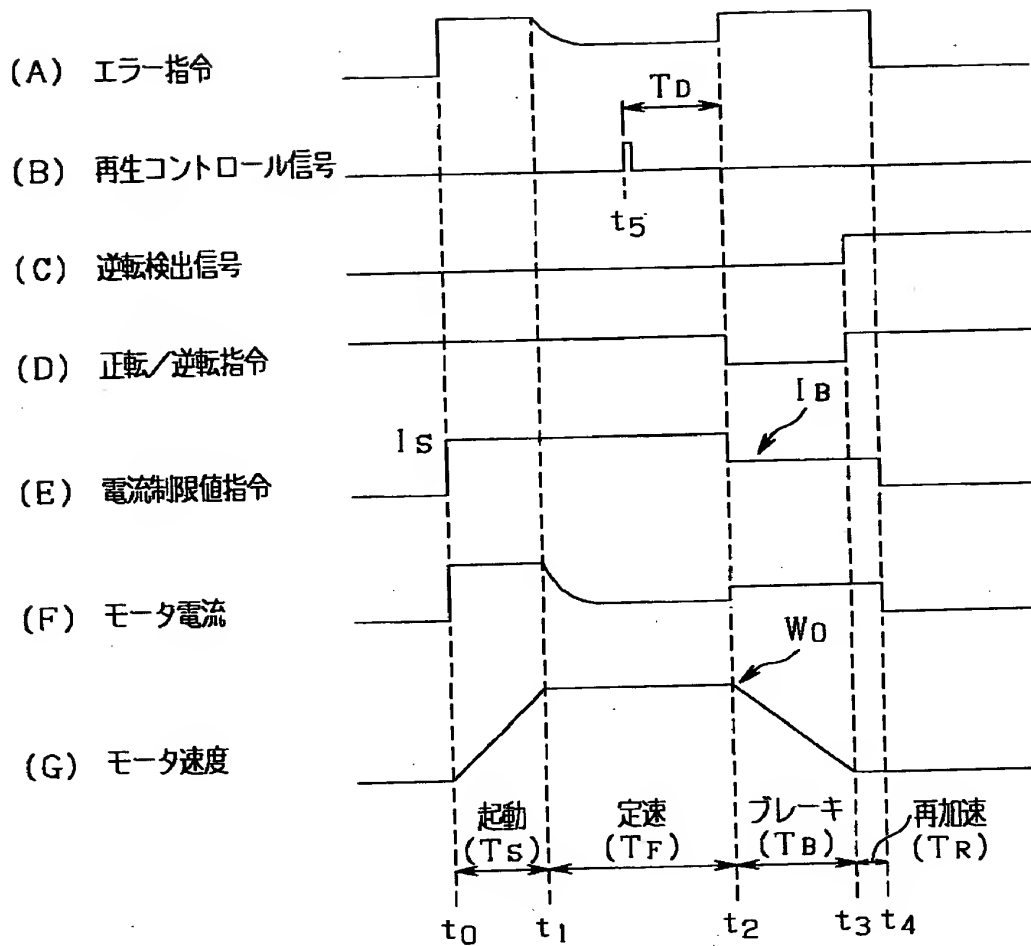 (A) エラー指令
TD
(B) 再生コントロール信号
t5
(C) 逆転検出信号
(D) 正転／逆転指令
IB
IS
(E) 電流制限値指令
(F) モータ電流
W0
(G) モータ速度
起動 定速 ブレーキ 再加速
(TS) (TF) (TB) (TR)
t0 t1 t2 t3 t4